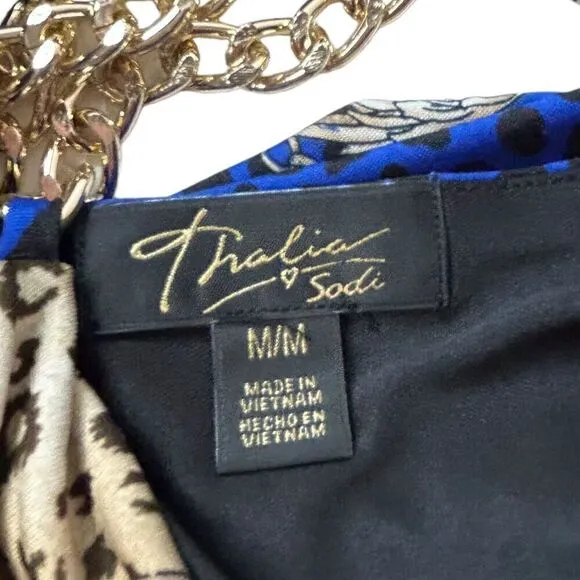 Thalia
Sodi
M/M
MADE IN
VIETNAM
HECHO EN
VIETNAM